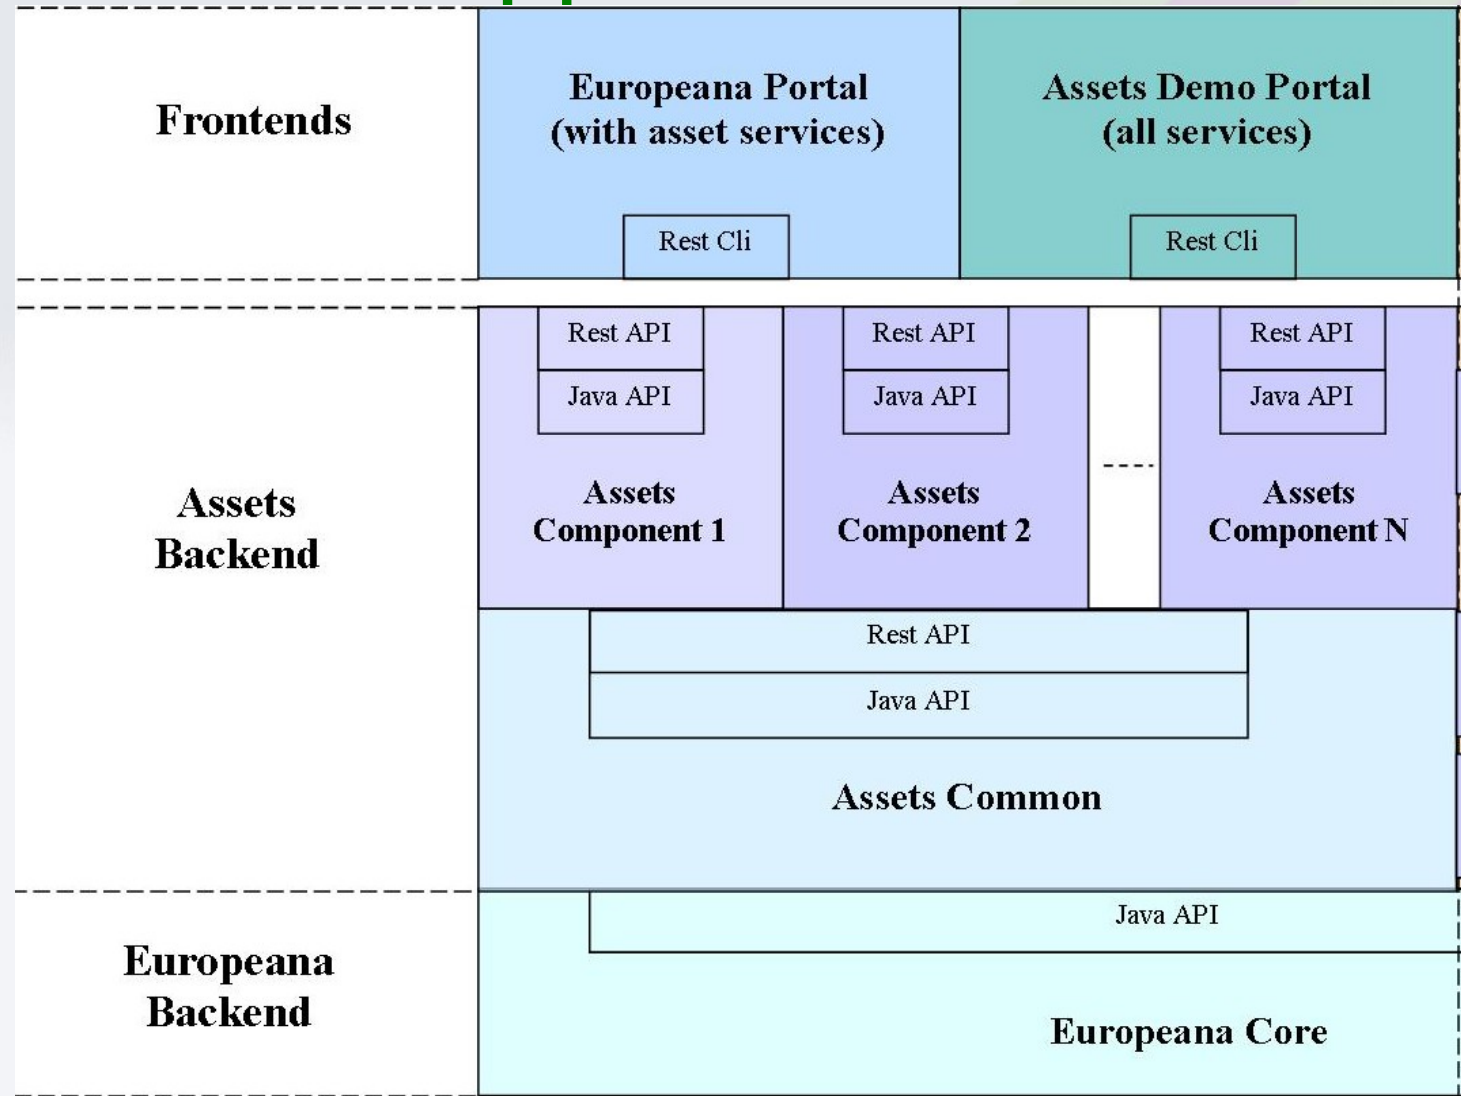 Frontends
Europeana Portal
(with asset services)
Assets Demo Portal
(all services)
Rest Cli
Rest Cli
Assets
Backend
Rest API
Java API
Assets
Component 1
Rest API
Java API
Assets
Component 2
-----
Rest API
Java API
Assets
Component N
Rest API
Java API
Assets Common
Europeana
Backend
Java API
Europeana Core